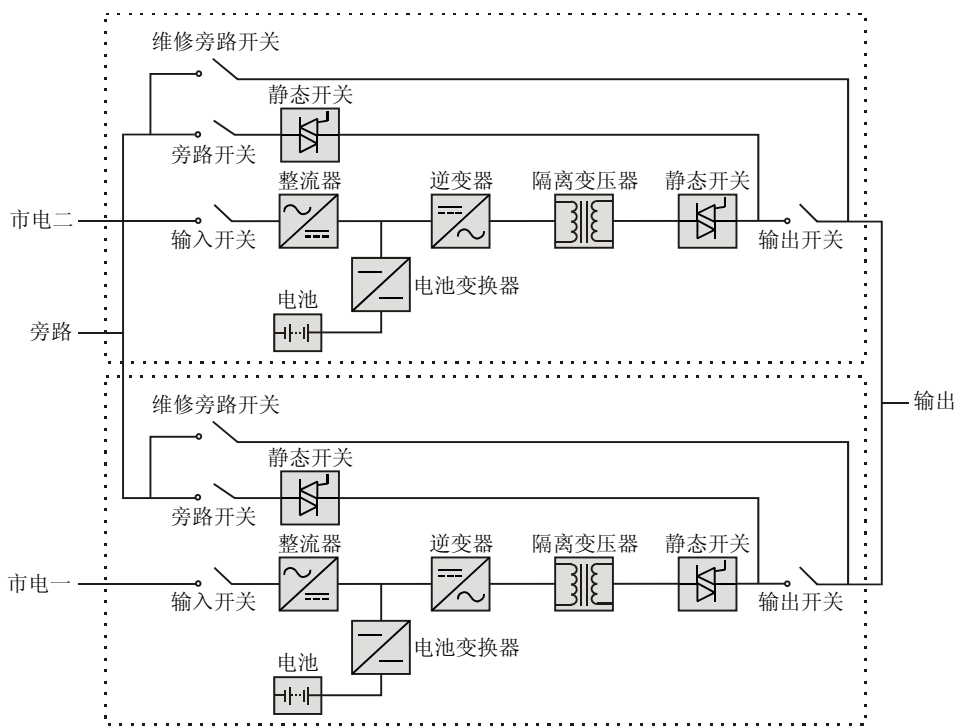 维修旁路开关
静态开关
旁路开关
整流器
逆变器
隔离变压器
静态开关
市电二
输入开关
输出开关
电池变换器
电池
旁路
维修旁路开关
输出
静态开关
旁路开关
整流器
逆变器
隔离变压器
静态开关
市电一
输入开关
输出开关
电池变换器
电池